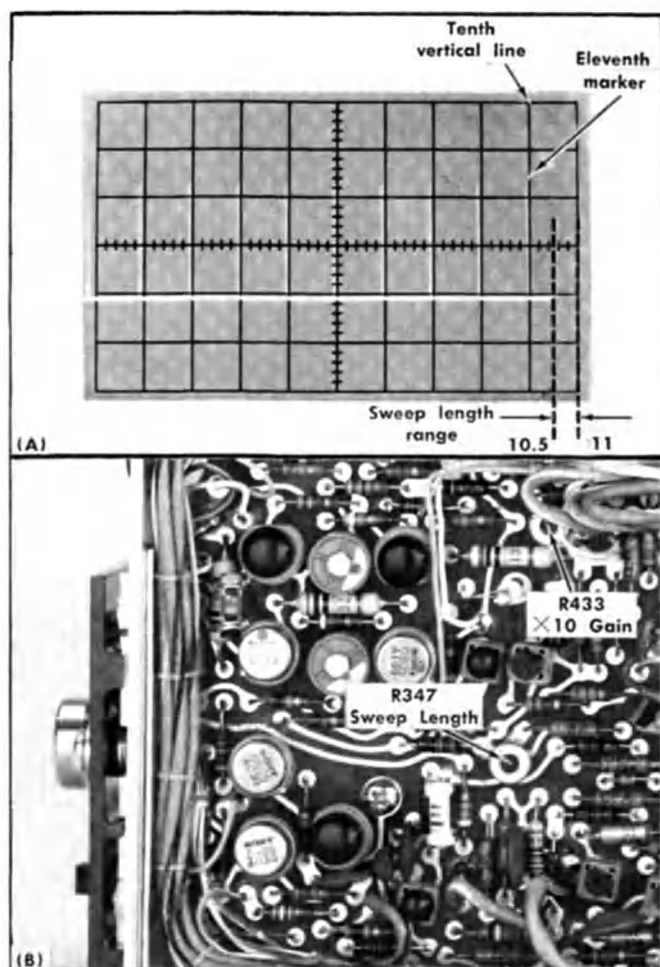 Tenth
vertical line
Eleventh
marker
Sweep length
range
10.5
11
(A)
R433
×10 Gain
R347
Sweep Length
(B)